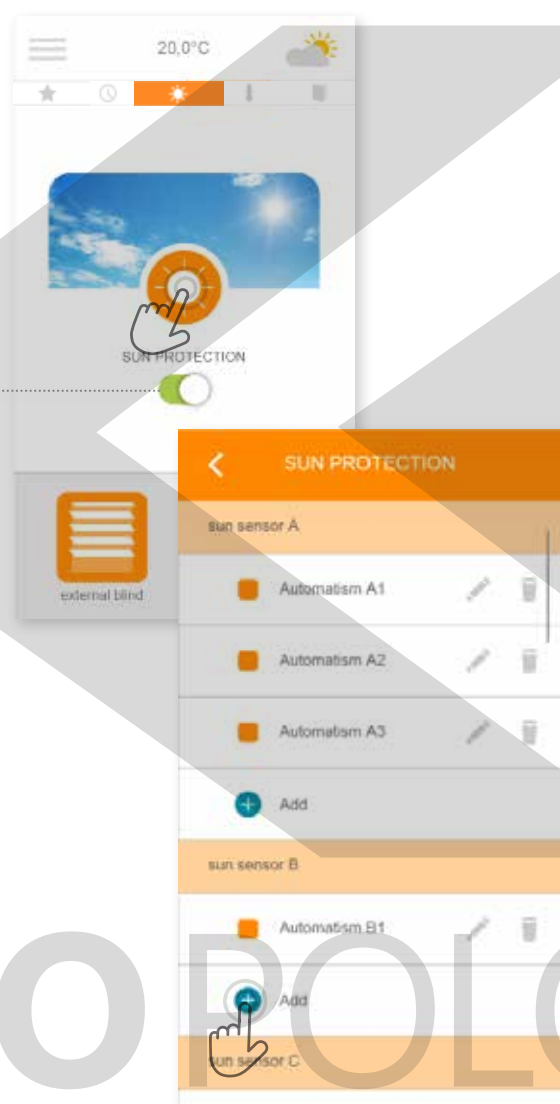 20,0°C
SUN PROTECTION
SUN PROTECTION
sun sensor A
external blind
Automatism A1
Automatism A2
Automatism A3
Add
sun sensor B
Automatism B1
Add
sun sensor C
O POLO